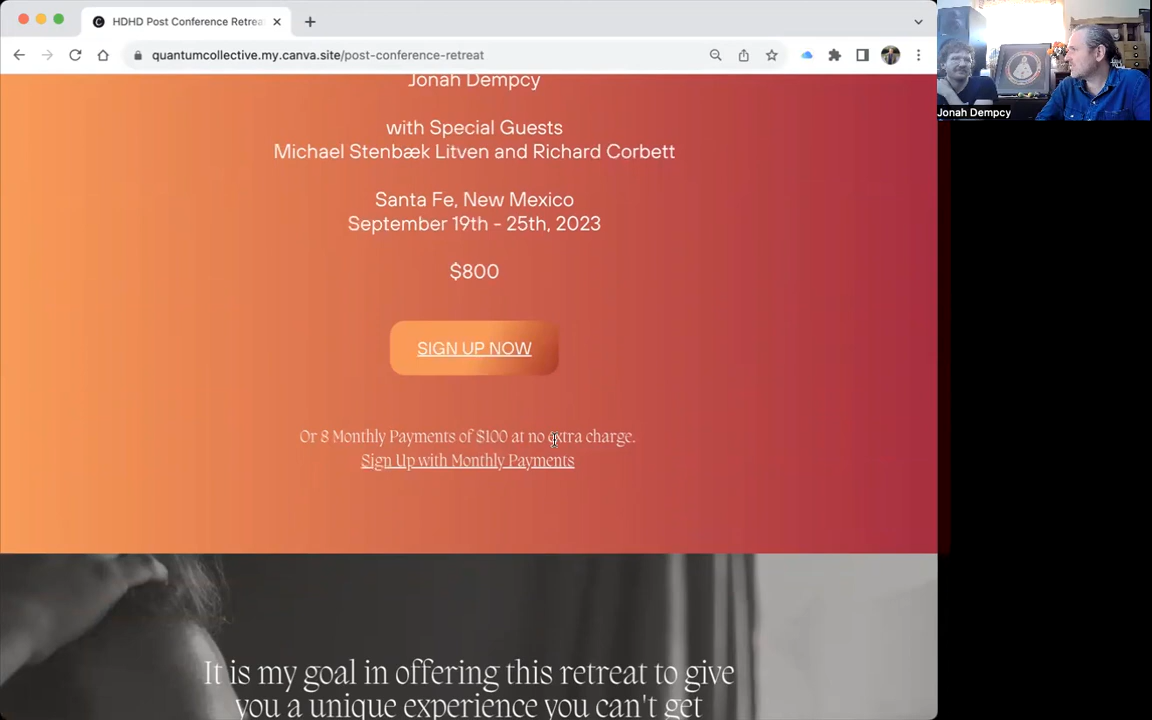 HDHD Post Conference Retrea
quantumcollective.my.canva.site/post-conference-retreat
Jonah Dempcy
Jonah Dempcy
with Special Guests
Michael Stenbæk Litven and Richard Corbett
Santa Fe, New Mexico
September 19th - 25th, 2023
$800
SIGN UP NOW
Or 8 Monthly Payments of $100 at no extra charge.
Sign Up with Monthly Payments
It is my goal in offering this retreat to give
you a unique experience you can't get